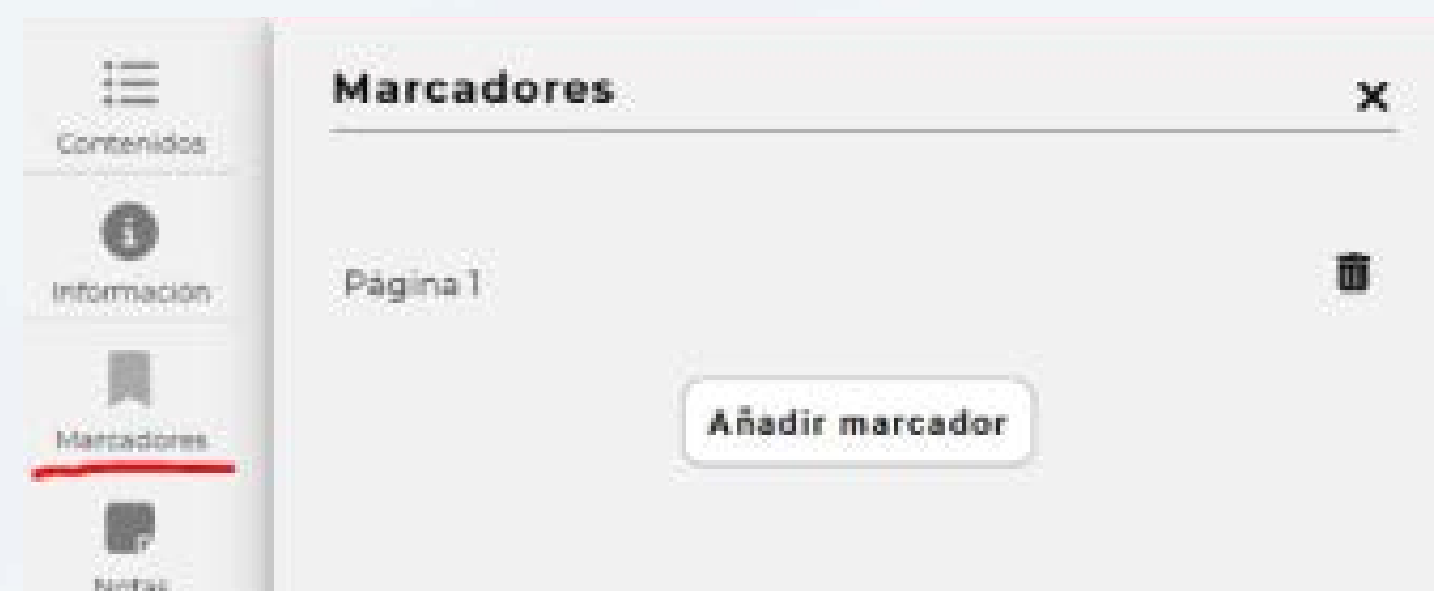 Contenidos
Información
Marcadores
Notas
Marcadores
Página 1
Añadir marcador